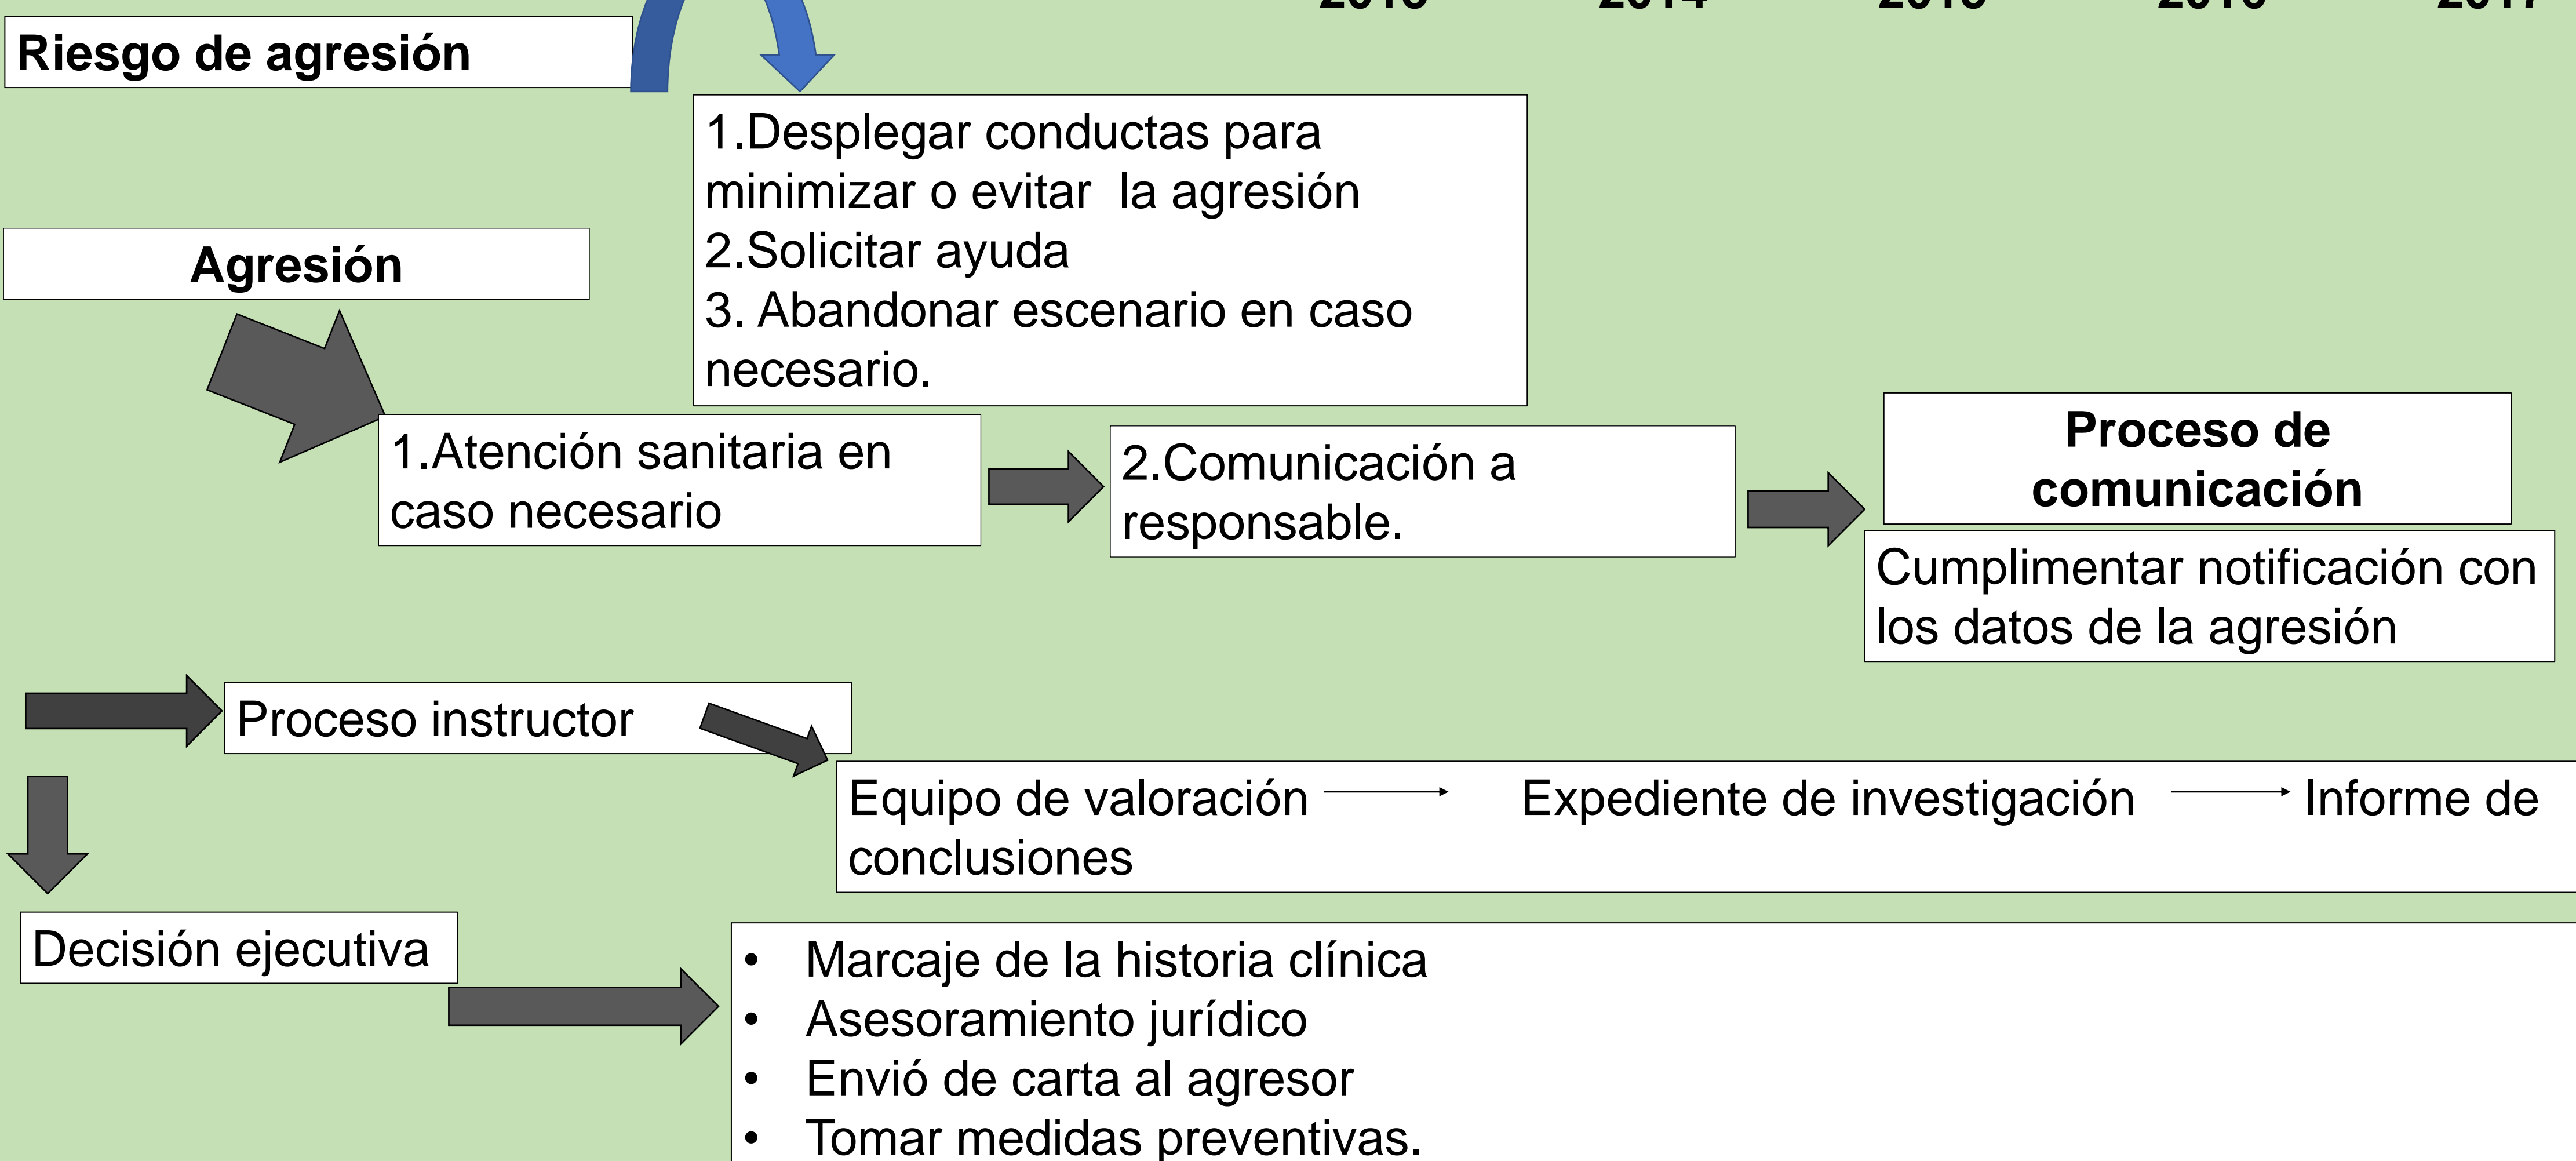 Riesgo de agresión
1.Desplegar conductas para
minimizar o evitar la agresión
2.Solicitar ayuda
3. Abandonar escenario en caso
necesario.
Agresión
1.Atención sanitaria en
caso necesario
2.Comunicación a
responsable.
Proceso de
comunicación
Cumplimentar notificación con
los datos de la agresión
Proceso instructor
Equipo de valoración Expediente de investigación Informe de
conclusiones
Decisión ejecutiva
• Marcaje de la historia clínica
• Asesoramiento jurídico
• Envió de carta al agresor
• Tomar medidas preventivas.